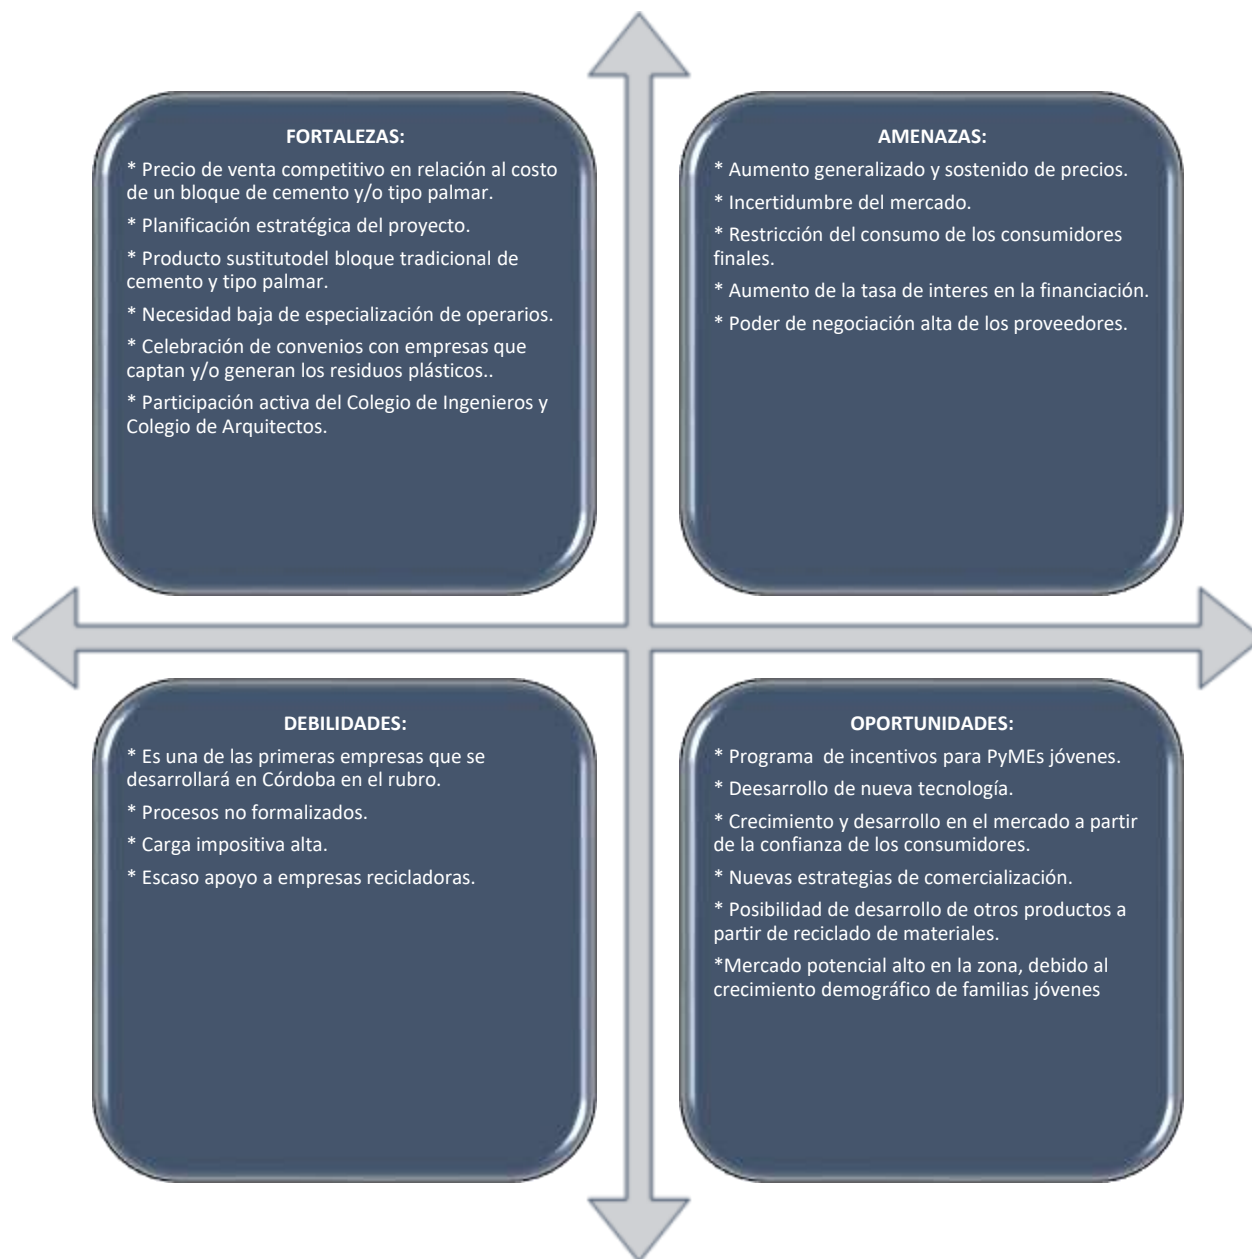 FORTALEZAS:
* Precio de venta competitivo en relación al costo
de un bloque de cemento y/o tipo palmar.
* Planificación estratégica del proyecto.
* Producto sustitutodel bloque tradicional de
cemento y tipo palmar.
* Necesidad baja de especialización de operarios.
* Celebración de convenios con empresas que
captan y/o generan los residuos plásticos..
* Participación activa del Colegio de Ingenieros y
Colegio de Arquitectos.
AMENAZAS:
* Aumento generalizado y sostenido de precios.
* Incertidumbre del mercado.
* Restricción del consumo de los consumidores
finales.
* Aumento de la tasa de interes en la financiación.
* Poder de negociación alta de los proveedores.
DEBILIDADES:
* Es una de las primeras empresas que se
desarrollará en Córdoba en el rubro.
* Procesos no formalizados.
* Carga impositiva alta.
* Escaso apoyo a empresas recicladoras.
OPORTUNIDADES:
* Programa  de incentivos para PyMEs jóvenes.
* Deesarrollo de nueva tecnología.
* Crecimiento y desarrollo en el mercado a partir
de la confianza de los consumidores.
* Nuevas estrategias de comercialización.
* Posibilidad de desarrollo de otros productos a
partir de reciclado de materiales.
*Mercado potencial alto en la zona, debido al
crecimiento demográfico de familias jóvenes